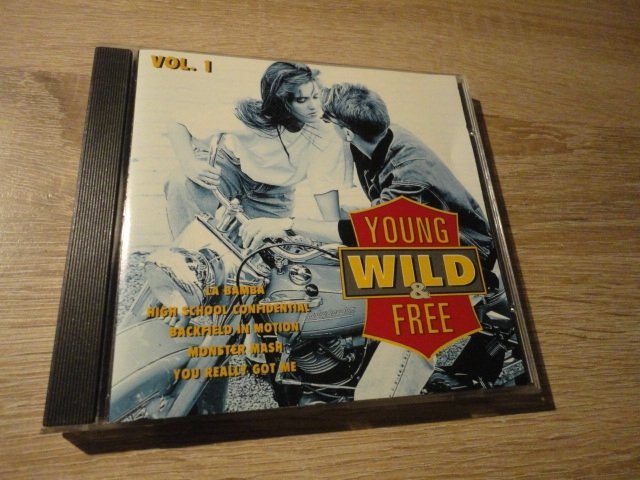 VOL. 1
YOUNG
WILD
&
FREE
LA BAMBA
HIGH SCHOOL CONFIDENTIAL
BACKFIELD IN MOTION
MONSTER MASH
YOU REALLY GOT ME